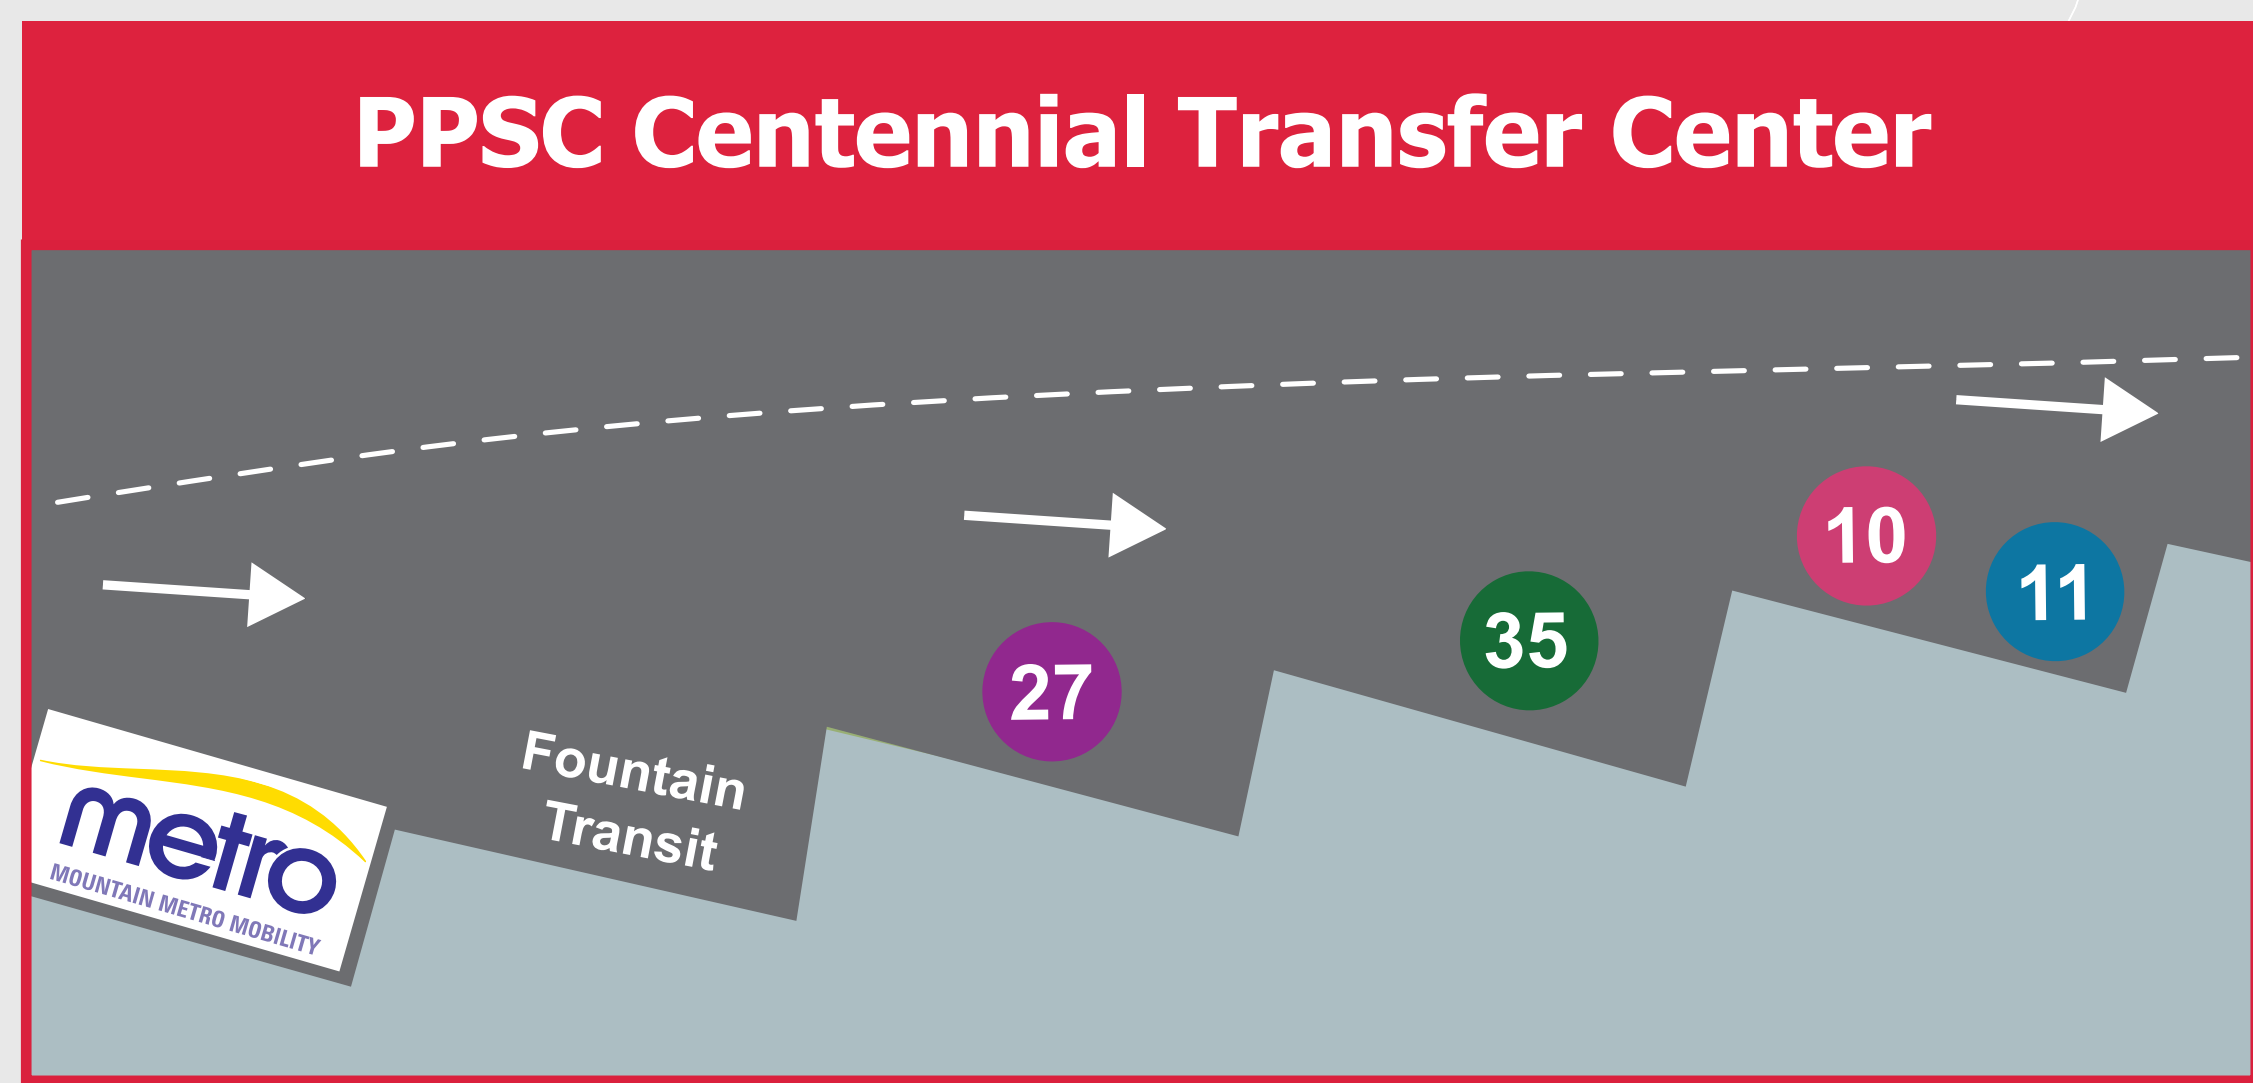 PPSC Centennial Transfer Center
10
11
35
27
Fountain
Transit
metro
MOUNTAIN METRO MOBILITY